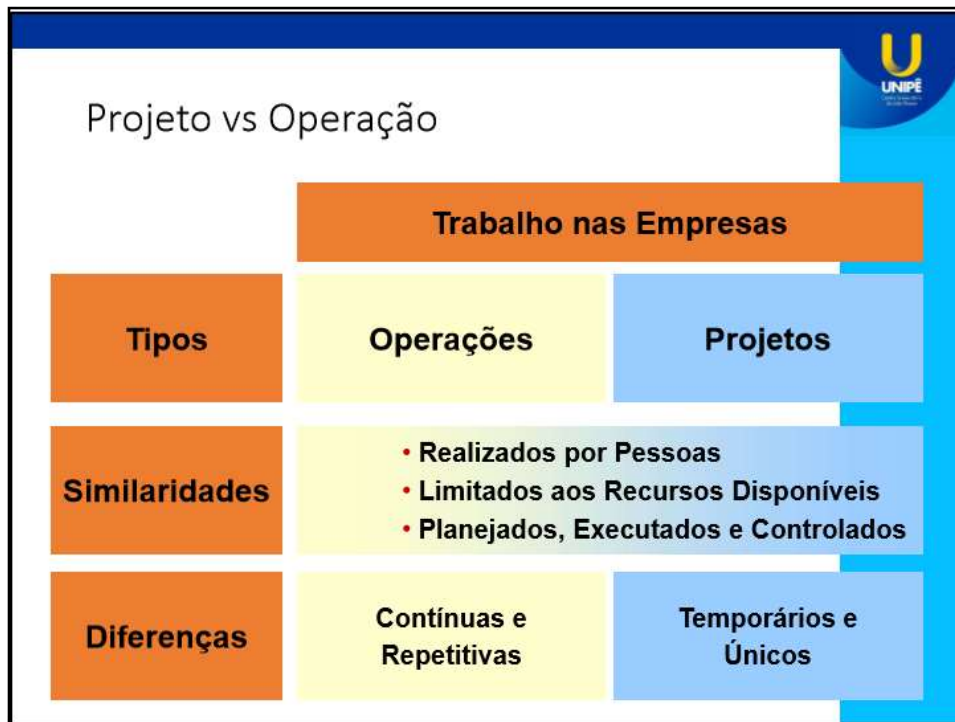 UNIPÊ
Projeto vs Operação
Trabalho nas Empresas
Tipos
Operações
Projetos
Similaridades
• Realizados por Pessoas
• Limitados aos Recursos Disponíveis
• Planejados, Executados e Controlados
Diferenças
Contínuas e
Repetitivas
Temporários e
Únicos